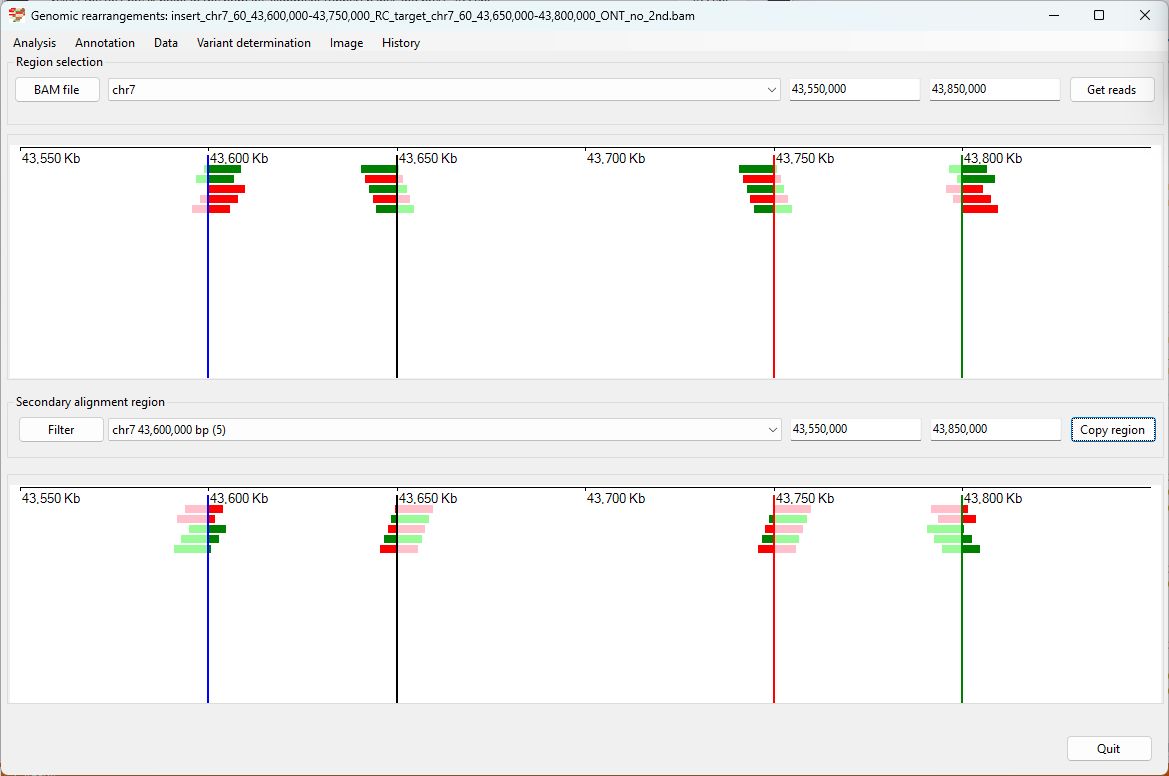 Genomic rearrangements: insert_chr7_60_43,600,000-43,750,000_RC_target_chr7_60_43,650,000-43,800,000_ONT_no_2nd.bam
Analysis Annotation Data Variant determination Image History
Region selection
BAM file chr7 43,550,000 43,850,000 Get reads
43,550 Kb 43,600 Kb 43,650 Kb 43,700 Kb 43,750 Kb 43,800 Kb
Secondary alignment region
Filter chr7 43,600,000 bp (5) 43,550,000 43,850,000 Copy region
43,550 Kb 43,600 Kb 43,650 Kb 43,700 Kb 43,750 Kb 43,800 Kb
Quit